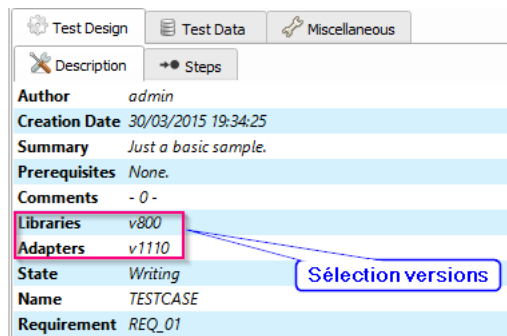 Test Design Test Data Miscellaneous
Description Steps
Author admin
Creation Date 30/03/2015 19:34:25
Summary Just a basic sample.
Prerequisites None.
Comments - 0 -
Libraries v800
Adapters v1110
State Writing
Sélection versions
Name TESTCASE
Requirement REQ_01